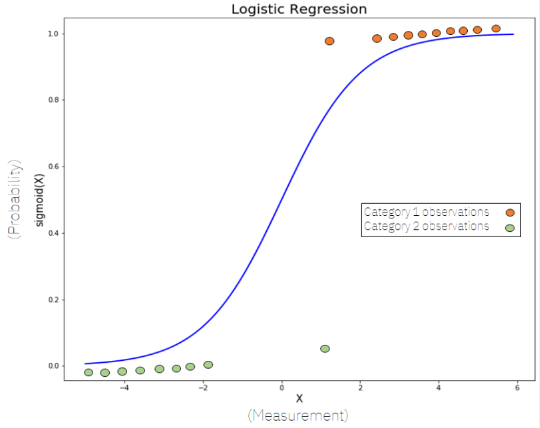 Logistic Regression
1.0
0.8
0.6
0.4
0.2
0.0
(Probability)
sigmoid(X)
Category 1 observations
Category 2 observations
−4
−2
0
2
4
6
X
(Measurement)